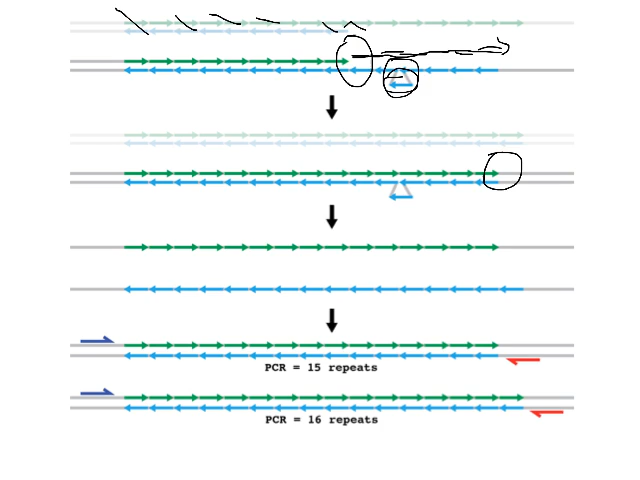 PCR = 15 repeats
PCR = 16 repeats